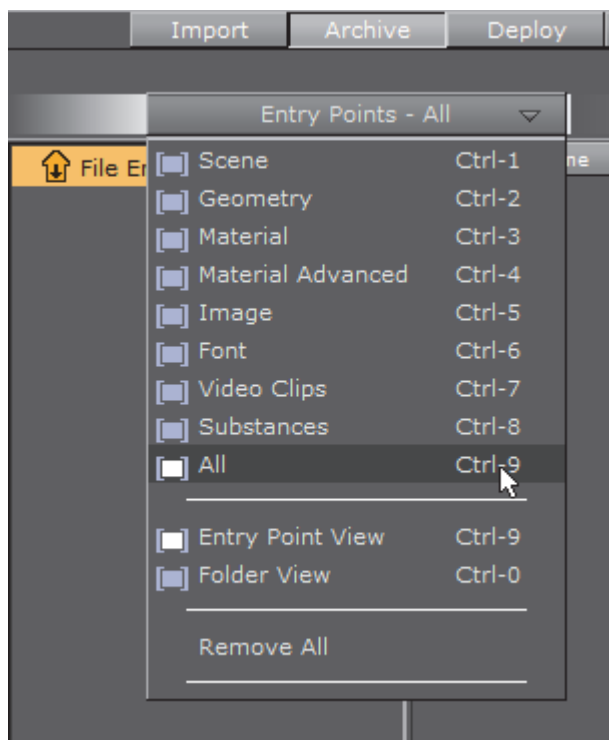 Import Archive Deploy
Entry Points - All
File
Scene Ctrl-1
Geometry Ctrl-2
Material Ctrl-3
Material Advanced Ctrl-4
Image Ctrl-5
Font Ctrl-6
Video Clips Ctrl-7
Substances Ctrl-8
All Ctrl-9
Entry Point View Ctrl-9
Folder View Ctrl-0
Remove All